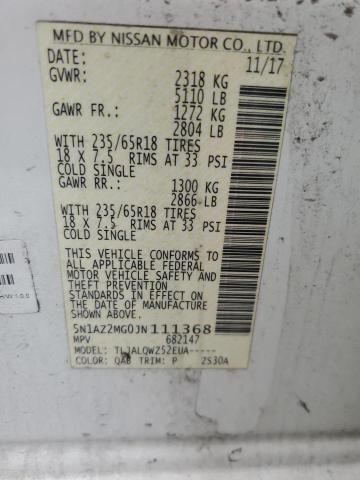 MFD BY NISSAN MOTOR CO., LTD.
DATE: 11/17
GVWR: 2318 KG
5110 LB
GAWR FR.: 1272 KG
2804 LB
WITH 235/65R18 TIRES
18 X 7.5 RIMS AT 33 PSI
COLD SINGLE
GAWR RR.: 1300 KG
2866 LB
WITH 235/65R18 TIRES
18 X 7.5 RIMS AT 33 PSI
COLD SINGLE
THIS VEHICLE CONFORMS TO
ALL APPLICABLE FEDERAL
MOTOR VEHICLE SAFETY AND
THEFT PREVENTION
STANDARDS IN EFFECT ON THE
DATE OF MANUFACTURE
SHOWN ABOVE.
5N1AZ2MG0JN111368
MPV 682147
MODEL: TLJALQWZ52EUA-----
COLOR: QAB TRIM: P ZS30A